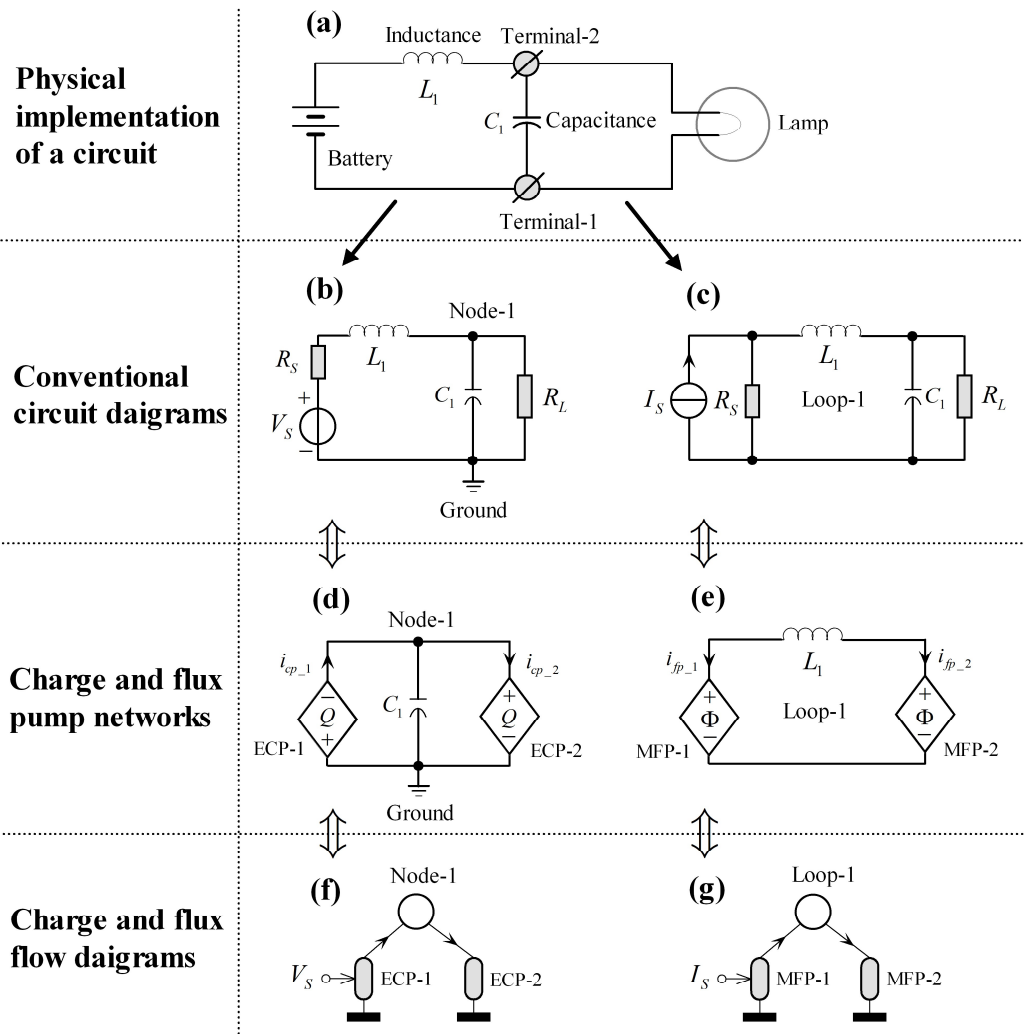 Physical
implementation
of a circuit
(a)
Inductance
Terminal-2
L1
C1
Capacitance
Lamp
Battery
Terminal-1
Conventional
circuit daigrams
(b)
Node-1
RS
L1
+
VS
−
C1
RL
Ground
(c)
L1
IS
RS
Loop-1
C1
RL
Charge and flux
pump networks
(d)
Node-1
icp_1
icp_2
−
Q
+
C1
+
Q
−
ECP-1
ECP-2
Ground
(e)
L1
ifp_1
ifp_2
+
Φ
−
Loop-1
+
Φ
−
MFP-1
MFP-2
Charge and flux
flow daigrams
(f)
Node-1
VS
ECP-1
ECP-2
(g)
Loop-1
IS
MFP-1
MFP-2